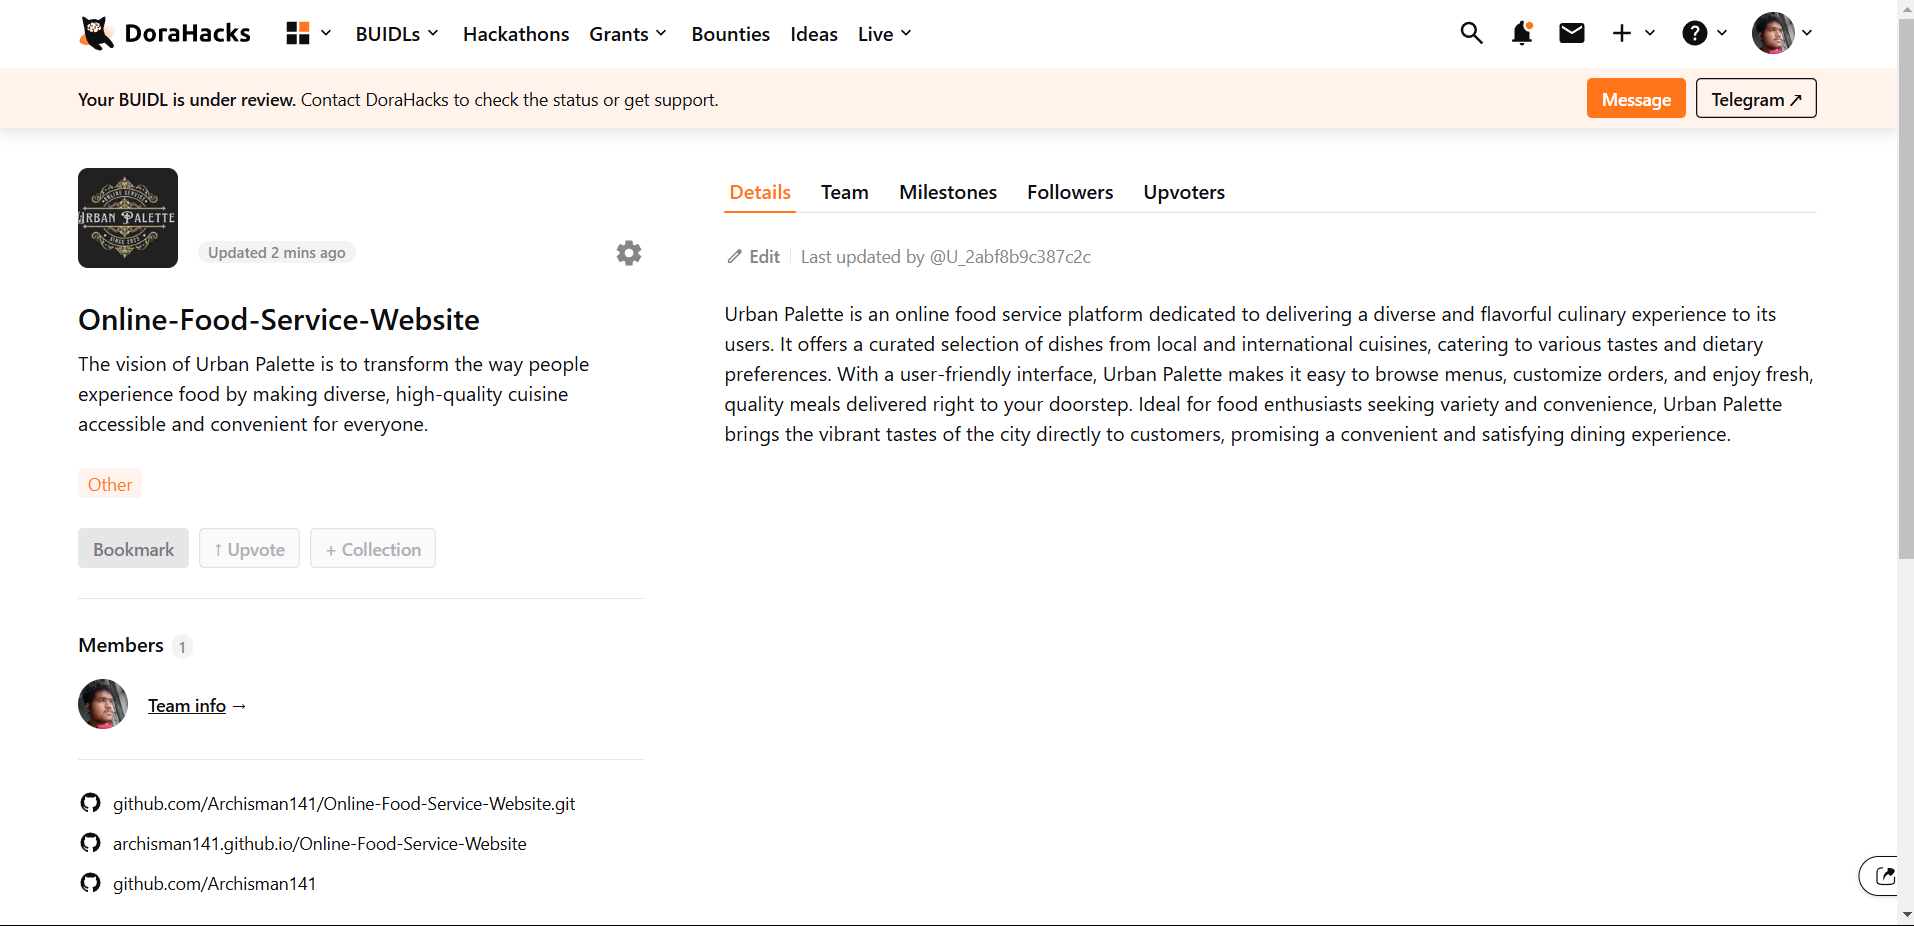 DoraHacks
BUIDLs
Hackathons
Grants
Bounties
Ideas
Live
Your BUIDL is under review. Contact DoraHacks to check the status or get support.
Message
Telegram ↗
ONLINE SERVICE
URBAN PALETTE
SINCE 2023
Updated 2 mins ago
Online-Food-Service-Website
The vision of Urban Palette is to transform the way people
experience food by making diverse, high-quality cuisine
accessible and convenient for everyone.
Other
Bookmark
↑ Upvote
+ Collection
Members 1
Team info →
github.com/Archisman141/Online-Food-Service-Website.git
archisman141.github.io/Online-Food-Service-Website
github.com/Archisman141
Details
Team
Milestones
Followers
Upvoters
Edit
Last updated by @U_2abf8b9c387c2c
Urban Palette is an online food service platform dedicated to delivering a diverse and flavorful culinary experience to its
users. It offers a curated selection of dishes from local and international cuisines, catering to various tastes and dietary
preferences. With a user-friendly interface, Urban Palette makes it easy to browse menus, customize orders, and enjoy fresh,
quality meals delivered right to your doorstep. Ideal for food enthusiasts seeking variety and convenience, Urban Palette
brings the vibrant tastes of the city directly to customers, promising a convenient and satisfying dining experience.